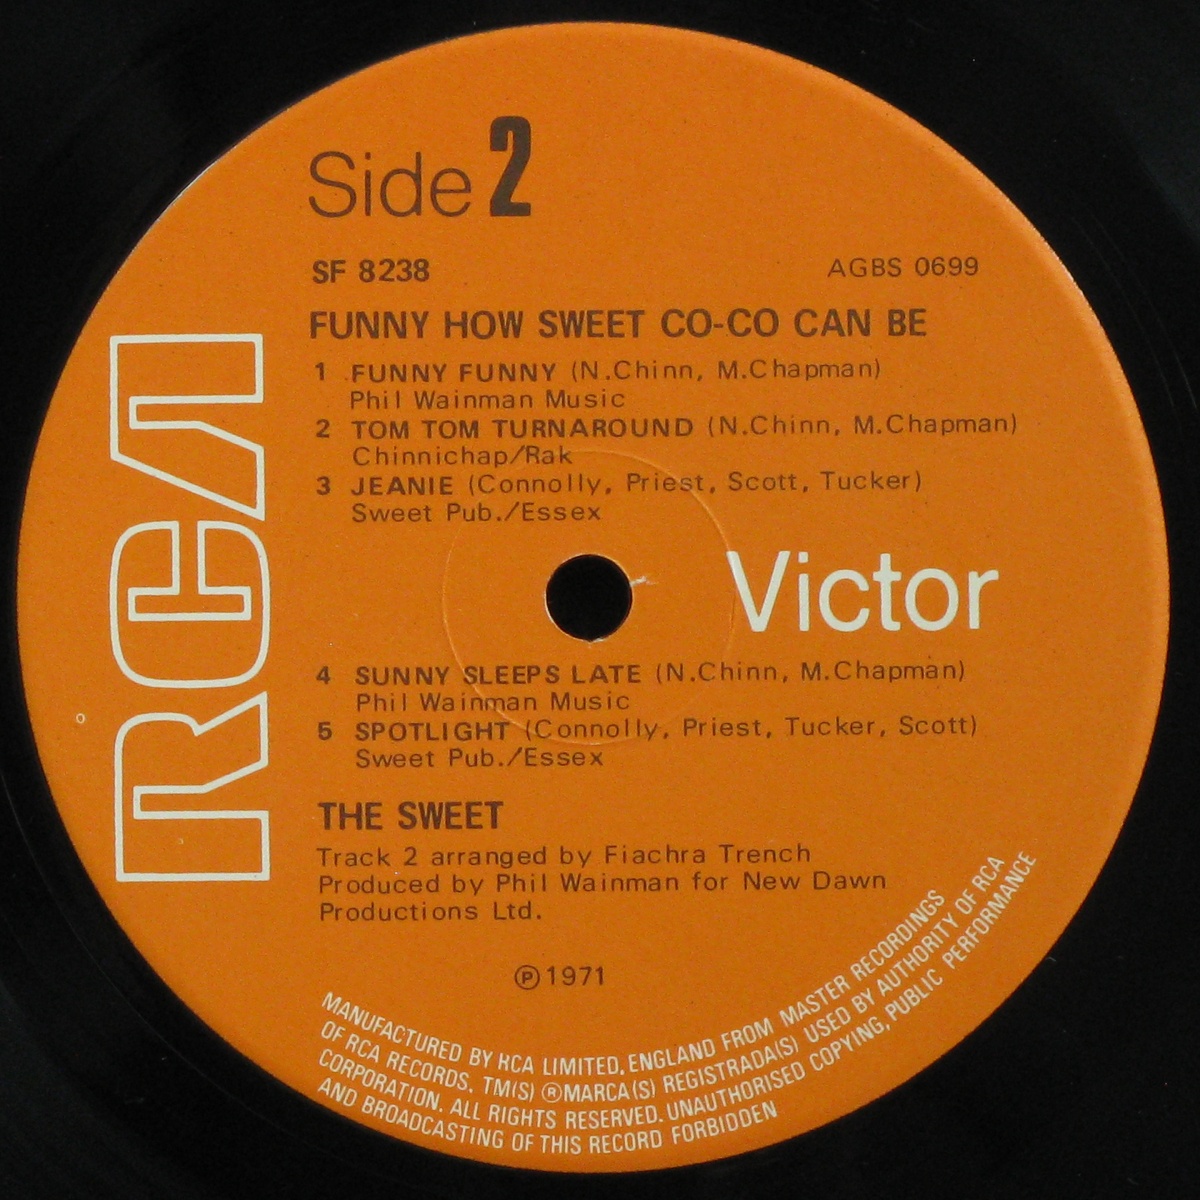 Side 2
SF 8238 AGBS 0699
FUNNY HOW SWEET CO-CO CAN BE
1 FUNNY FUNNY (N.Chinn, M.Chapman)
Phil Wainman Music
2 TOM TOM TURNAROUND (N.Chinn, M.Chapman)
Chinnichap/Rak
3 JEANIE (Connolly, Priest, Scott, Tucker)
Sweet Pub./Essex
RCA
Victor
4 SUNNY SLEEPS LATE (N.Chinn, M.Chapman)
Phil Wainman Music
5 SPOTLIGHT (Connolly, Priest, Tucker, Scott)
Sweet Pub./Essex
THE SWEET
Track 2 arranged by Fiachra Trench
Produced by Phil Wainman for New Dawn
Productions Ltd.
℗1971
MANUFACTURED BY RCA LIMITED, ENGLAND FROM MASTER RECORDINGS
OF RCA RECORDS. TM(S) ®MARCA(S) REGISTRADA(S) USED BY AUTHORITY OF RCA
CORPORATION. ALL RIGHTS RESERVED. UNAUTHORISED COPYING, PUBLIC PERFORMANCE
AND BROADCASTING OF THIS RECORD FORBIDDEN